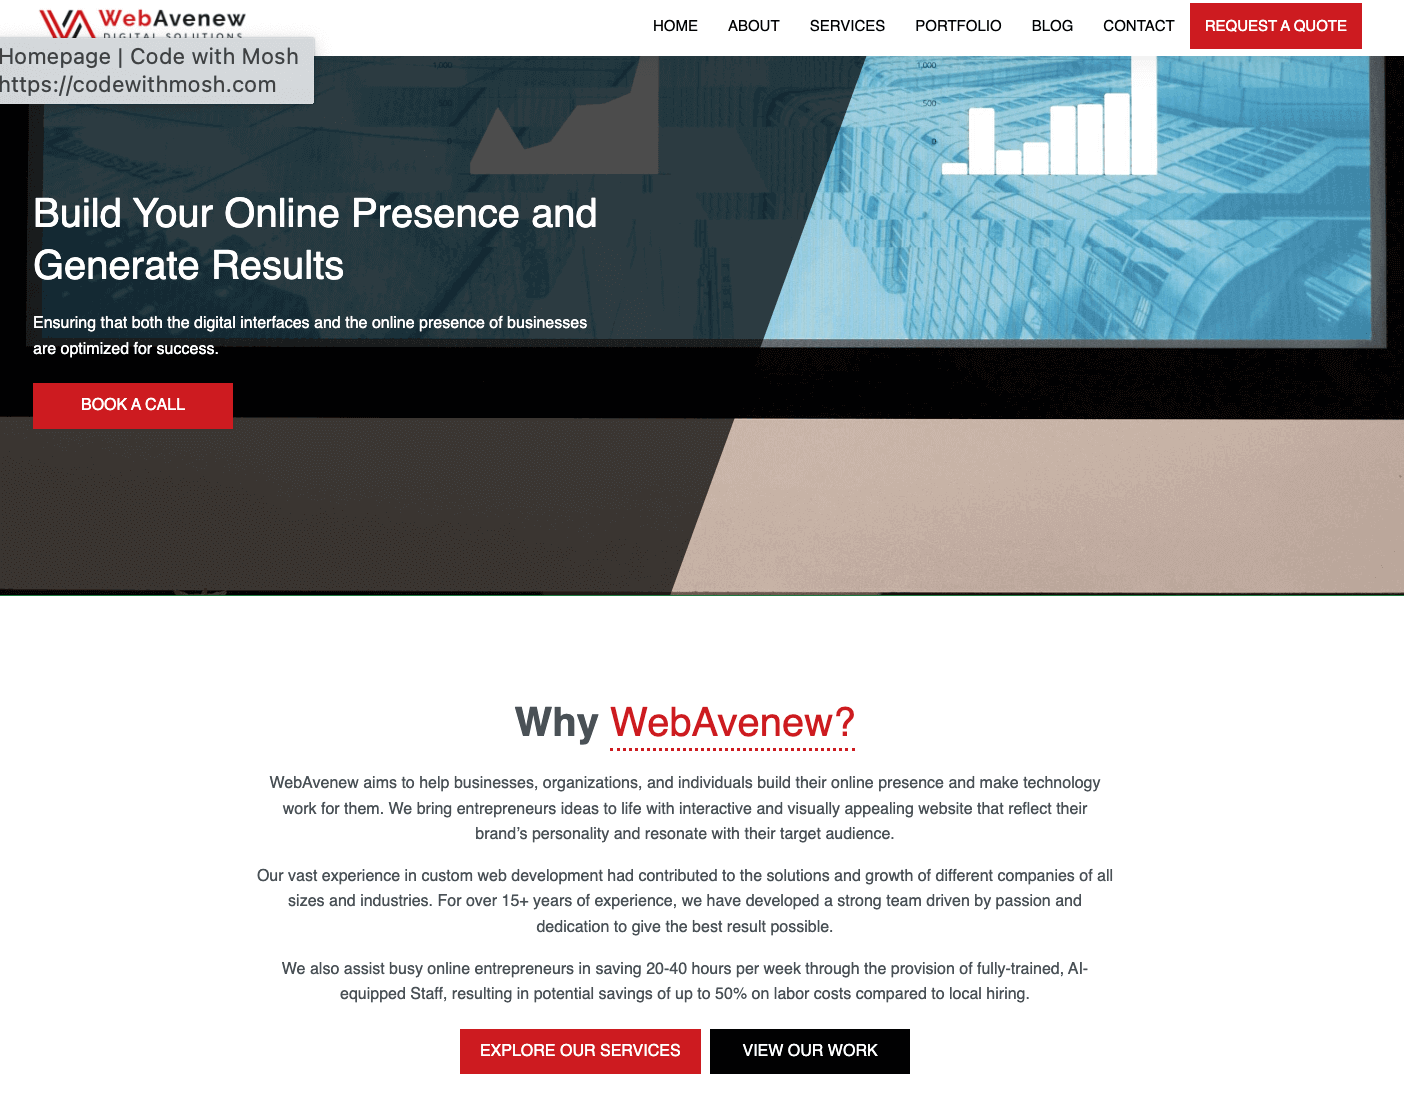 WebAvenew
DIGITAL SOLUTIONS
HOME ABOUT SERVICES PORTFOLIO BLOG CONTACT REQUEST A QUOTE
Homepage | Code with Mosh
https://codewithmosh.com
1,000 1,000
500 500
0
Build Your Online Presence and
Generate Results
Ensuring that both the digital interfaces and the online presence of businesses
are optimized for success.
BOOK A CALL
Why WebAvenew?
WebAvenew aims to help businesses, organizations, and individuals build their online presence and make technology
work for them. We bring entrepreneurs ideas to life with interactive and visually appealing website that reflect their
brand’s personality and resonate with their target audience.
Our vast experience in custom web development had contributed to the solutions and growth of different companies of all
sizes and industries. For over 15+ years of experience, we have developed a strong team driven by passion and
dedication to give the best result possible.
We also assist busy online entrepreneurs in saving 20-40 hours per week through the provision of fully-trained, AI-
equipped Staff, resulting in potential savings of up to 50% on labor costs compared to local hiring.
EXPLORE OUR SERVICES VIEW OUR WORK